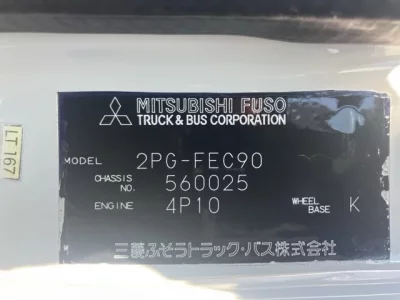 MITSUBISHI FUSO
TRUCK & BUS CORPORATION
MODEL 2PG-FEC90
CHASSIS NO. 560025
ENGINE 4P10 WHEEL BASE K
三菱ふそうトラック・バス株式会社
LT167